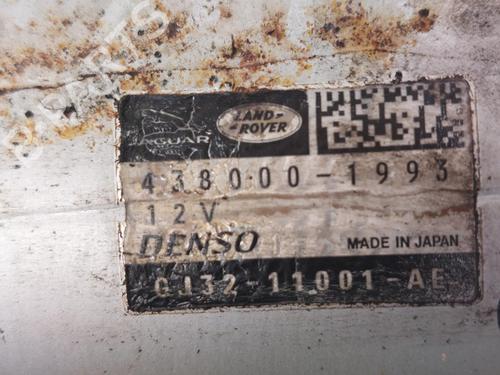 LAND-
-ROVER
JAGUAR
438000-1993
12V
DENSO
MADE IN JAPAN
CJ32-11001-AE